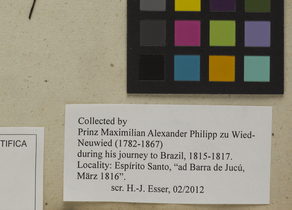 Collected by
Prinz Maximilian Alexander Philipp zu Wied-
Neuwied (1782-1867)
during his journey to Brazil, 1815-1817.
Locality: Espírito Santo, “ad Barra de Jucú,
März 1816”.
scr. H.-J. Esser, 02/2012
TIFICA